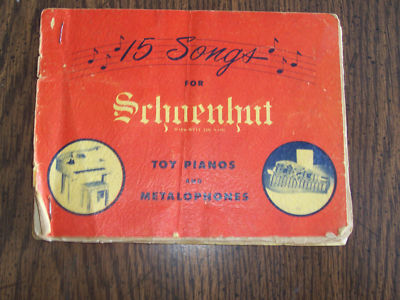 15 Songs
FOR
Schoenhut
TOY PIANOS
AND
METALOPHONES